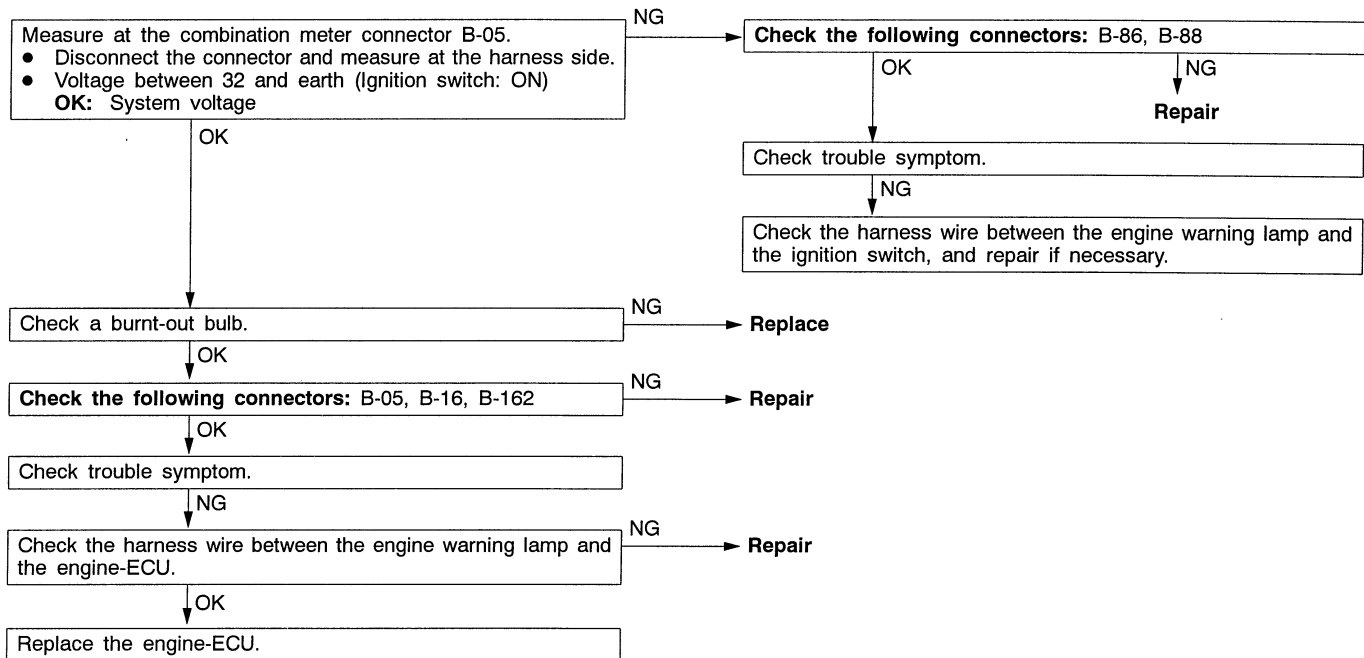 Measure at the combination meter connector B-05.
● Disconnect the connector and measure at the harness side.
● Voltage between 32 and earth (Ignition switch: ON)
OK: System voltage
NG
Check the following connectors: B-86, B-88
OK
NG
Repair
Check trouble symptom.
NG
Check the harness wire between the engine warning lamp and
the ignition switch, and repair if necessary.
OK
Check a burnt-out bulb.
NG
Replace
OK
Check the following connectors: B-05, B-16, B-162
NG
Repair
OK
Check trouble symptom.
NG
Check the harness wire between the engine warning lamp and
the engine-ECU.
NG
Repair
OK
Replace the engine-ECU.